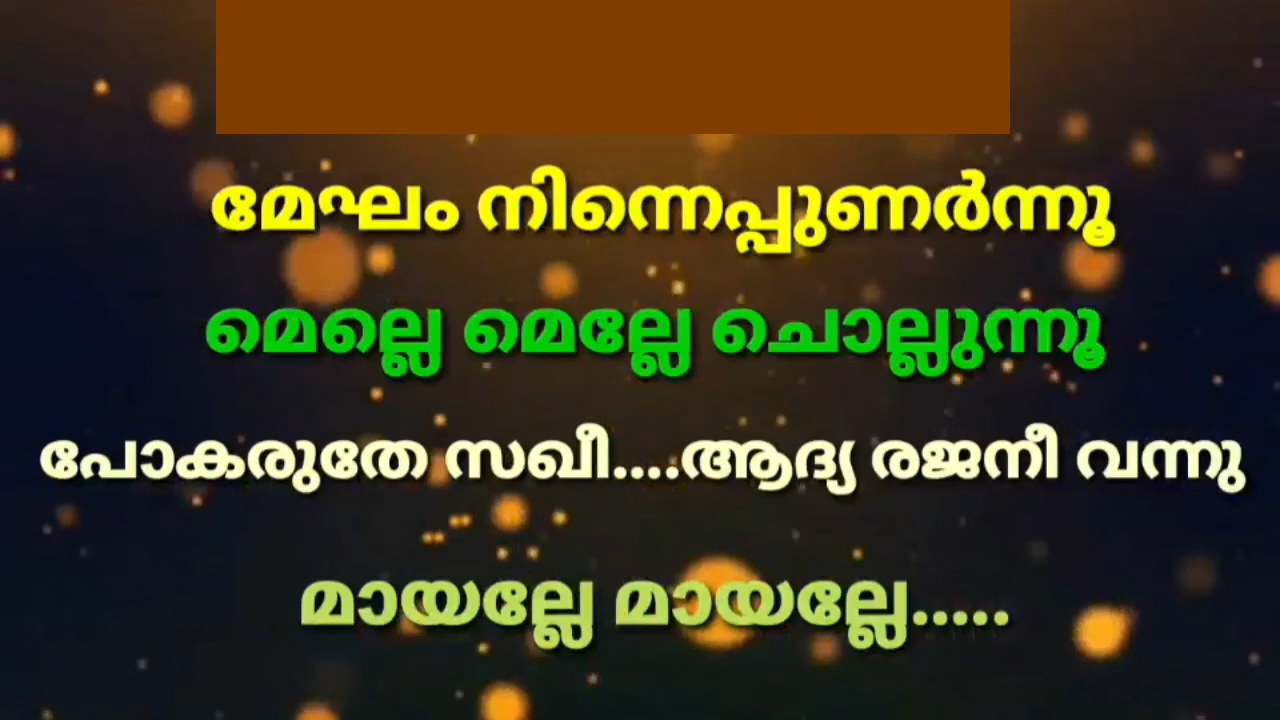 മേഘം നിന്നെപ്പുണർന്നൂ
മെല്ലെ മെല്ലേ ചൊല്ലുന്നൂ
പോകരുതേ സഖീ....ആദ്യ രജനീ വന്നു
മായല്ലേ മായല്ലേ.....